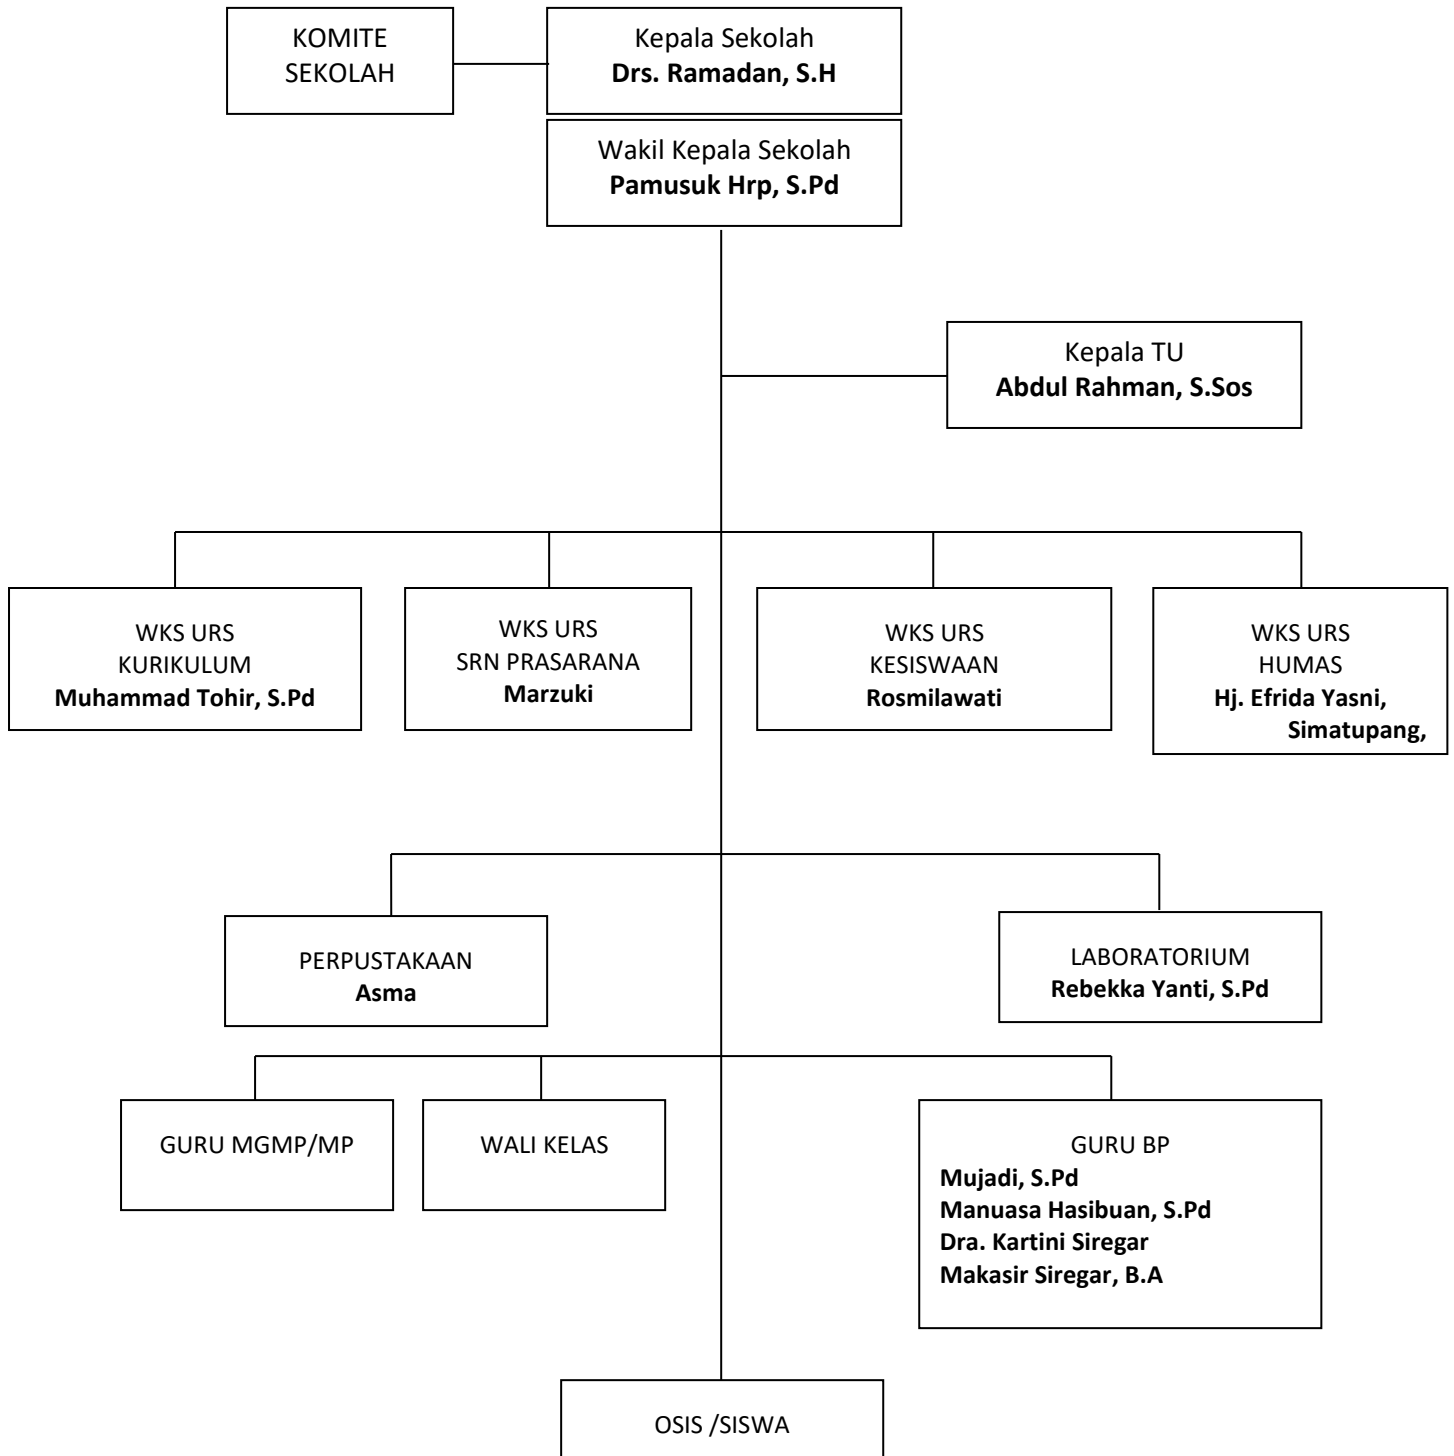 KOMITE
SEKOLAH
Kepala Sekolah
Drs. Ramadan, S.H
Wakil Kepala Sekolah
Pamusuk Hrp, S.Pd
Kepala TU
Abdul Rahman, S.Sos
WKS URS
KURIKULUM
Muhammad Tohir, S.Pd
WKS URS
SRN PRASARANA
Marzuki
WKS URS
KESISWAAN
Rosmilawati
WKS URS
HUMAS
Hj. Efrida Yasni,
Simatupang,
PERPUSTAKAAN
Asma
LABORATORIUM
Rebekka Yanti, S.Pd
GURU MGMP/MP
WALI KELAS
GURU BP
Mujadi, S.Pd
Manuasa Hasibuan, S.Pd
Dra. Kartini Siregar
Makasir Siregar, B.A
OSIS /SISWA